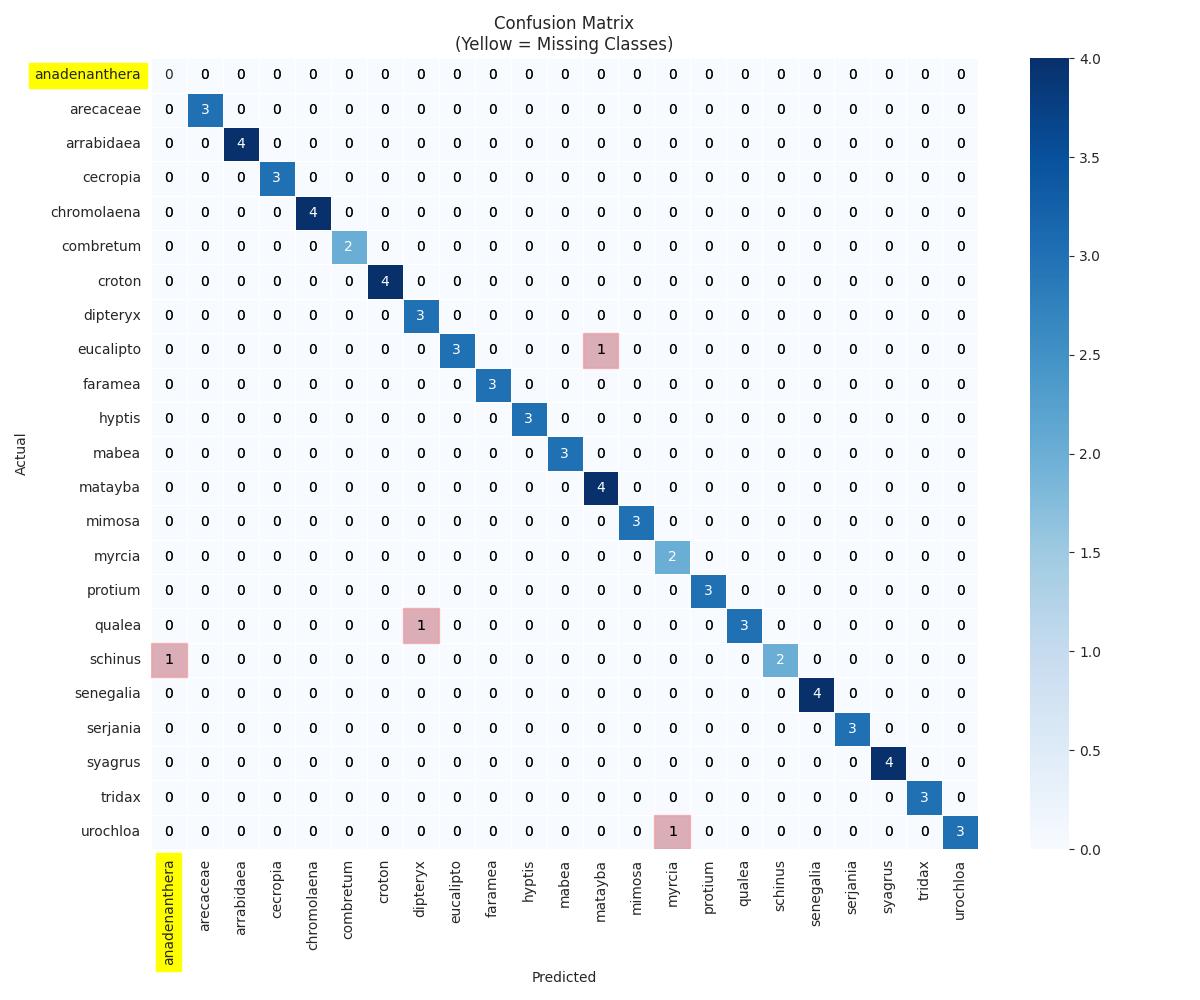 Confusion Matrix
(Yellow = Missing Classes)
Actual
anadenanthera 0 0 0 0 0 0 0 0 0 0 0 0 0 0 0 0 0 0 0 0 0 0 0
arecaceae 0 3 0 0 0 0 0 0 0 0 0 0 0 0 0 0 0 0 0 0 0 0 0
arrabidaea 0 0 4 0 0 0 0 0 0 0 0 0 0 0 0 0 0 0 0 0 0 0 0
cecropia 0 0 0 3 0 0 0 0 0 0 0 0 0 0 0 0 0 0 0 0 0 0 0
chromolaena 0 0 0 0 4 0 0 0 0 0 0 0 0 0 0 0 0 0 0 0 0 0 0
combretum 0 0 0 0 0 2 0 0 0 0 0 0 0 0 0 0 0 0 0 0 0 0 0
croton 0 0 0 0 0 0 4 0 0 0 0 0 0 0 0 0 0 0 0 0 0 0 0
dipteryx 0 0 0 0 0 0 0 3 0 0 0 0 0 0 0 0 0 0 0 0 0 0 0
eucalipto 0 0 0 0 0 0 0 0 3 0 0 0 1 0 0 0 0 0 0 0 0 0 0
faramea 0 0 0 0 0 0 0 0 0 3 0 0 0 0 0 0 0 0 0 0 0 0 0
hyptis 0 0 0 0 0 0 0 0 0 0 3 0 0 0 0 0 0 0 0 0 0 0 0
mabea 0 0 0 0 0 0 0 0 0 0 0 3 0 0 0 0 0 0 0 0 0 0 0
matayba 0 0 0 0 0 0 0 0 0 0 0 0 4 0 0 0 0 0 0 0 0 0 0
mimosa 0 0 0 0 0 0 0 0 0 0 0 0 0 3 0 0 0 0 0 0 0 0 0
myrcia 0 0 0 0 0 0 0 0 0 0 0 0 0 0 2 0 0 0 0 0 0 0 0
protium 0 0 0 0 0 0 0 0 0 0 0 0 0 0 0 3 0 0 0 0 0 0 0
qualea 0 0 0 0 0 0 0 1 0 0 0 0 0 0 0 0 3 0 0 0 0 0 0
schinus 1 0 0 0 0 0 0 0 0 0 0 0 0 0 0 0 0 2 0 0 0 0 0
senegalia 0 0 0 0 0 0 0 0 0 0 0 0 0 0 0 0 0 0 4 0 0 0 0
serjania 0 0 0 0 0 0 0 0 0 0 0 0 0 0 0 0 0 0 0 3 0 0 0
syagrus 0 0 0 0 0 0 0 0 0 0 0 0 0 0 0 0 0 0 0 0 4 0 0
tridax 0 0 0 0 0 0 0 0 0 0 0 0 0 0 0 0 0 0 0 0 0 3 0
urochloa 0 0 0 0 0 0 0 0 0 0 0 0 0 0 1 0 0 0 0 0 0 0 3
anadenanthera
arecaceae
arrabidaea
cecropia
chromolaena
combretum
croton
dipteryx
eucalipto
faramea
hyptis
mabea
matayba
mimosa
myrcia
protium
qualea
schinus
senegalia
serjania
syagrus
tridax
urochloa
Predicted
4.0
3.5
3.0
2.5
2.0
1.5
1.0
0.5
0.0